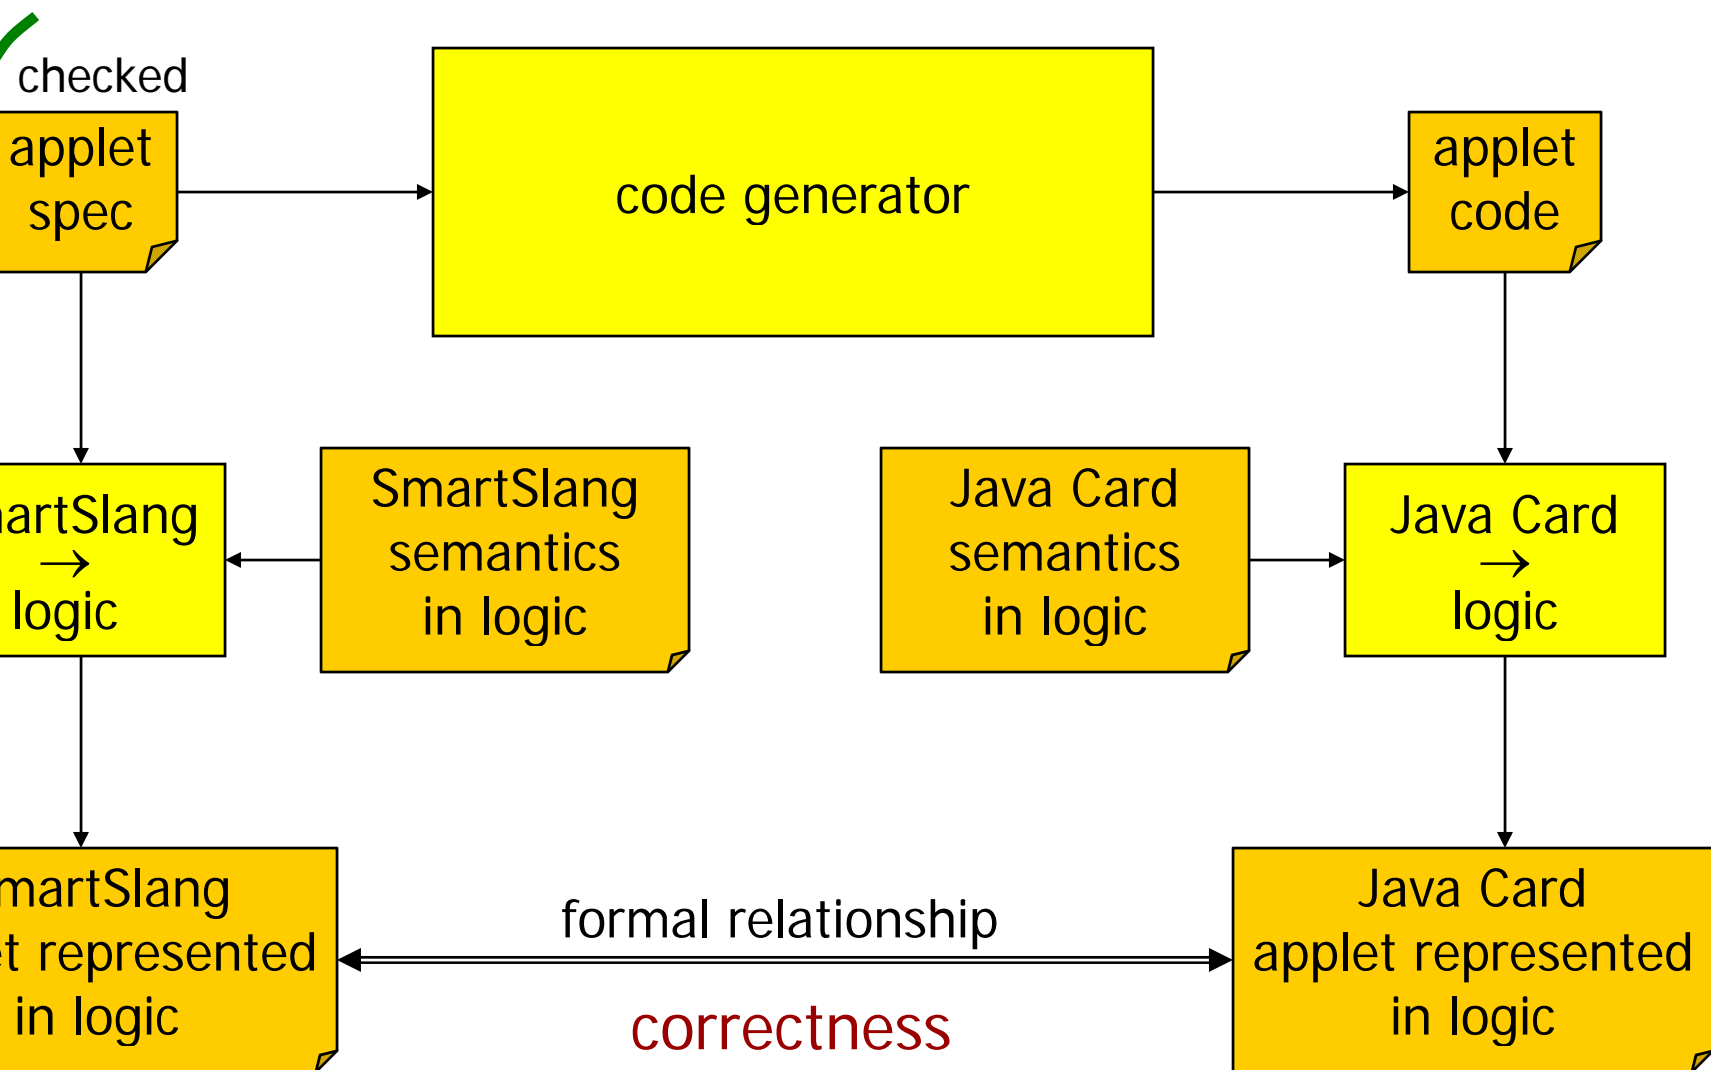 checked
applet
spec
code generator
applet
code
artSlang
→
logic
SmartSlang
semantics
in logic
Java Card
semantics
in logic
Java Card
→
logic
martSlang
et represented
in logic
formal relationship
correctness
Java Card
applet represented
in logic